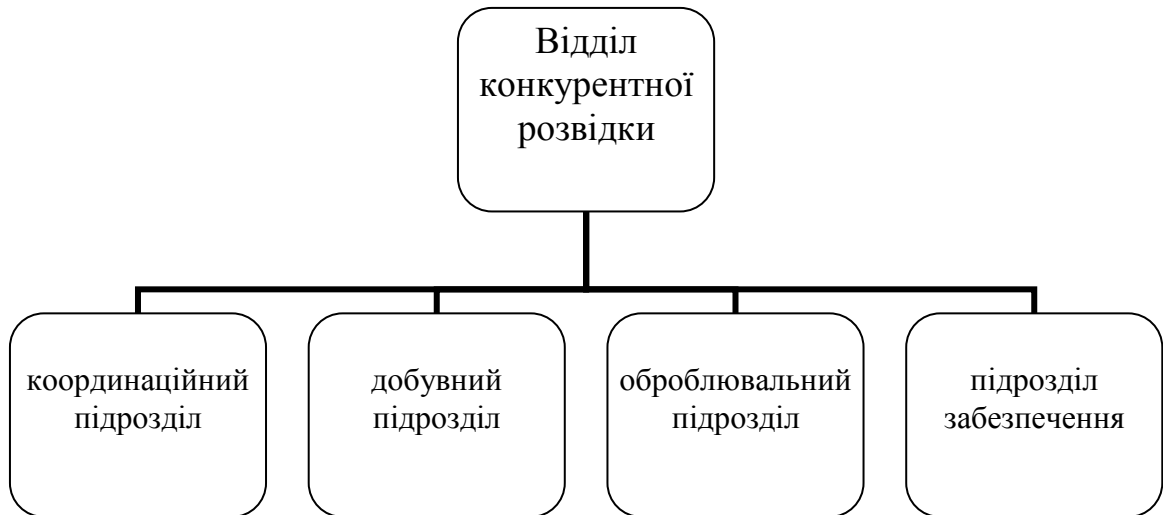 Відділ
конкурентної
розвідки
координаційний
підрозділ
добувний
підрозділ
оброблювальний
підрозділ
підрозділ
забезпечення